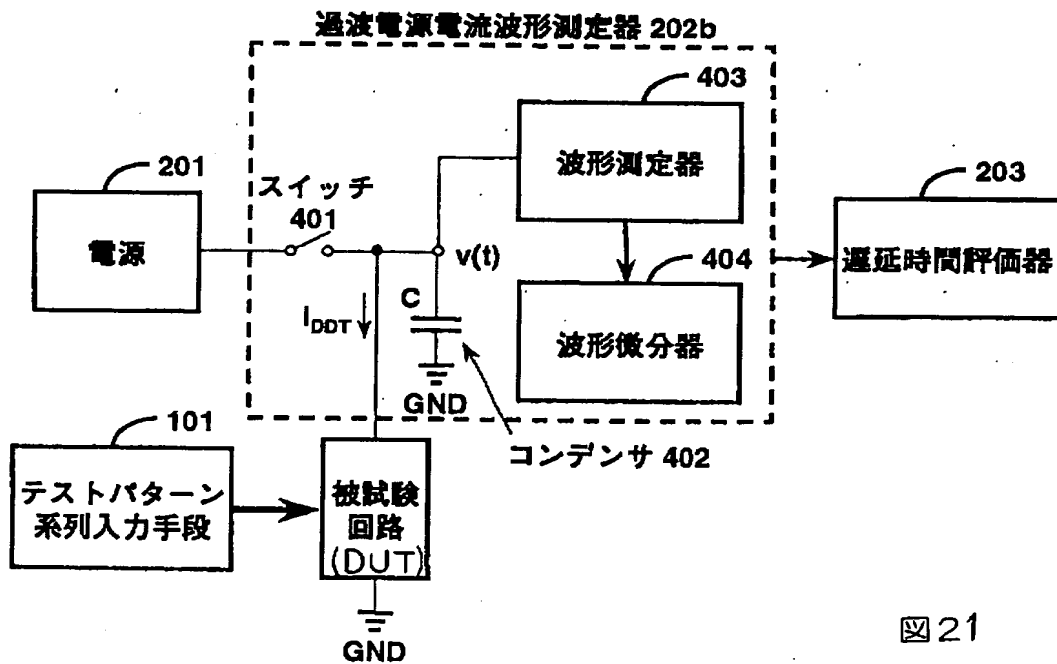 過波電源電流波形測定器 202b
403
波形測定器
201
電源
スイッチ
401
v(t)
203
遅延時間評価器
404
波形微分器
C
IDDT
GND
コンデンサ 402
101
テストパターン
系列入力手段
被試験
回路
(DUT)
GND
図21